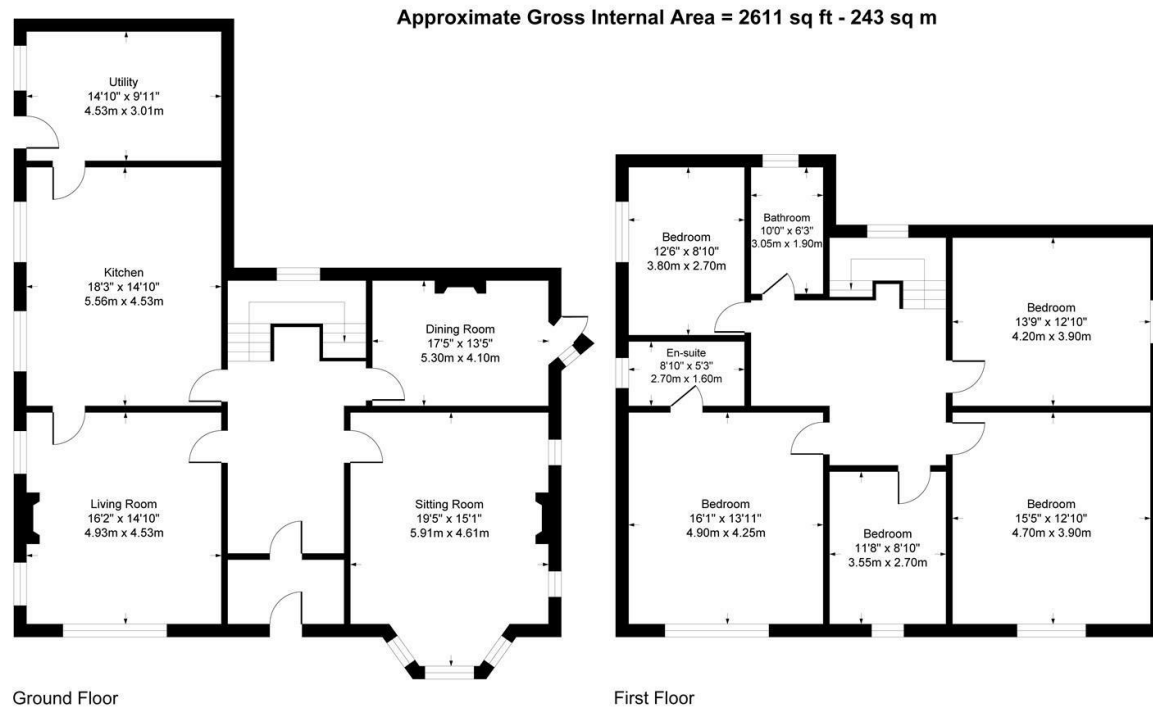 Approximate Gross Internal Area = 2611 sq ft - 243 sq m
Utility
14'10" x 9'11"
4.53m x 3.01m
Kitchen
18'3" x 14'10"
5.56m x 4.53m
Dining Room
17'5" x 13'5"
5.30m x 4.10m
Living Room
16'2" x 14'10"
4.93m x 4.53m
Sitting Room
19'5" x 15'1"
5.91m x 4.61m
Ground Floor
Bedroom
12'6" x 8'10"
3.80m x 2.70m
Bathroom
10'0" x 6'3"
3.05m x 1.90m
En-suite
8'10" x 5'3"
2.70m x 1.60m
Bedroom
13'9" x 12'10"
4.20m x 3.90m
Bedroom
16'1" x 13'11"
4.90m x 4.25m
Bedroom
11'8" x 8'10"
3.55m x 2.70m
Bedroom
15'5" x 12'10"
4.70m x 3.90m
First Floor